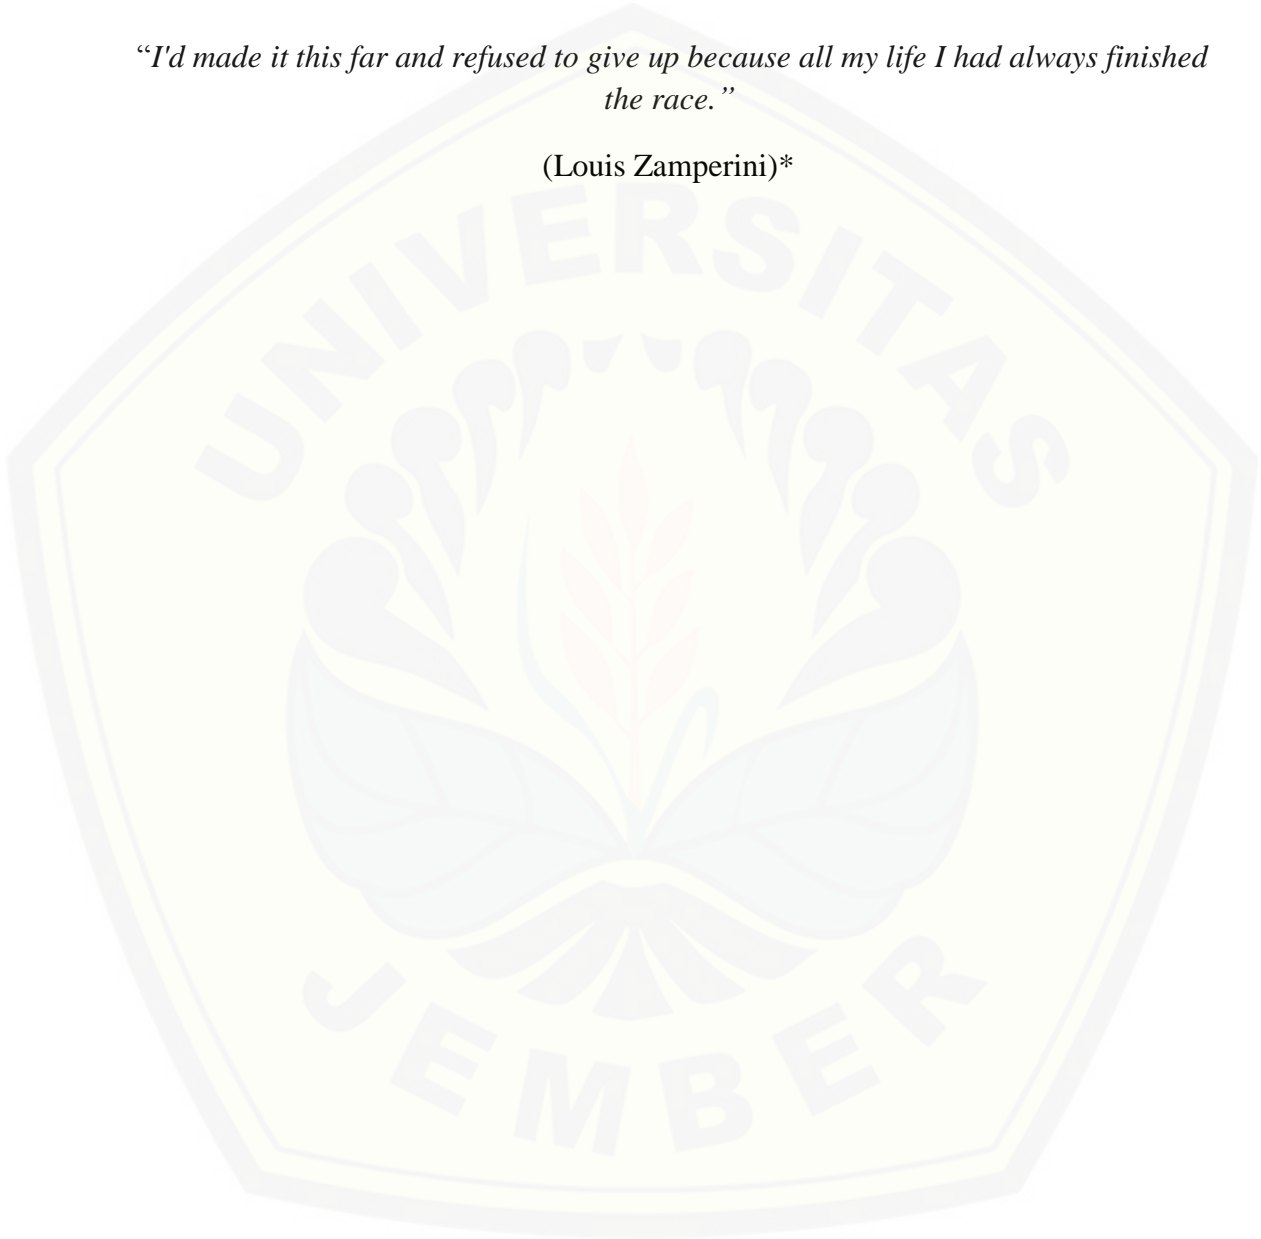 “I'd made it this far and refused to give up because all my life I had always finished
the race.”
(Louis Zamperini)*
UNIVERSITAS
JEMBER